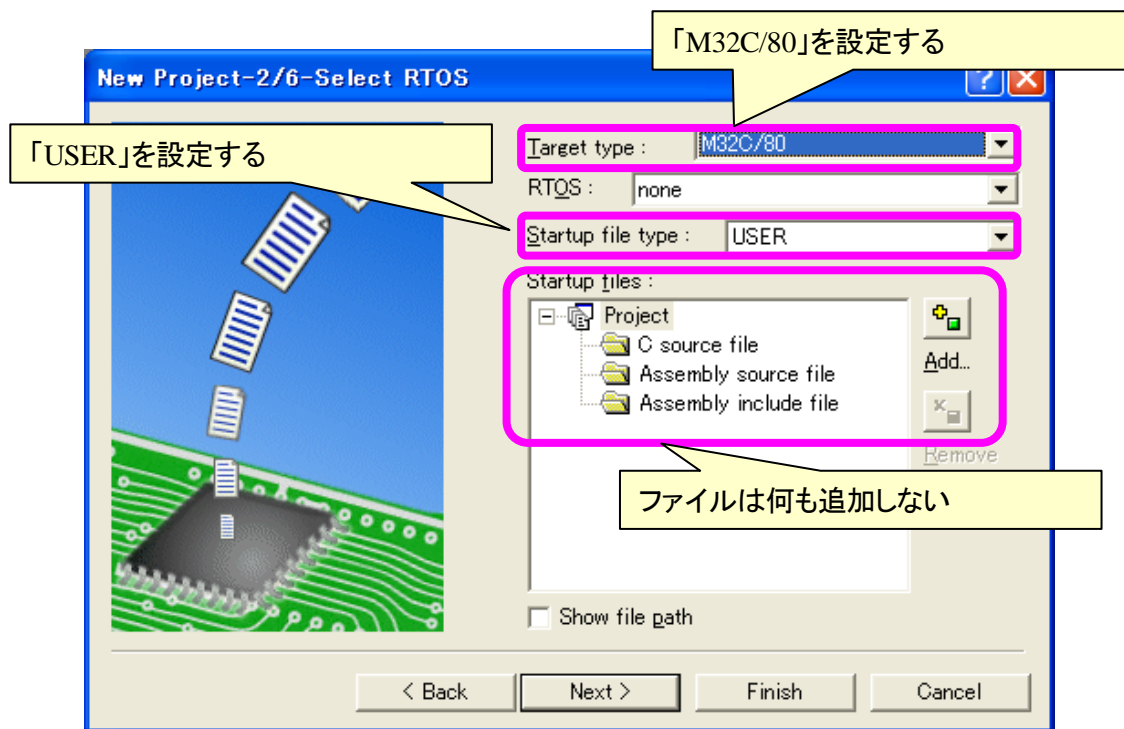 「M32C/80」を設定する
New Project-2/6-Select RTOS
「USER」を設定する
Target type : M32C/80
RTOS : none
Startup file type : USER
Startup files :
Project
C source file
Assembly source file
Assembly include file
Add...
Remove
ファイルは何も追加しない
Show file path
< Back Next > Finish Cancel